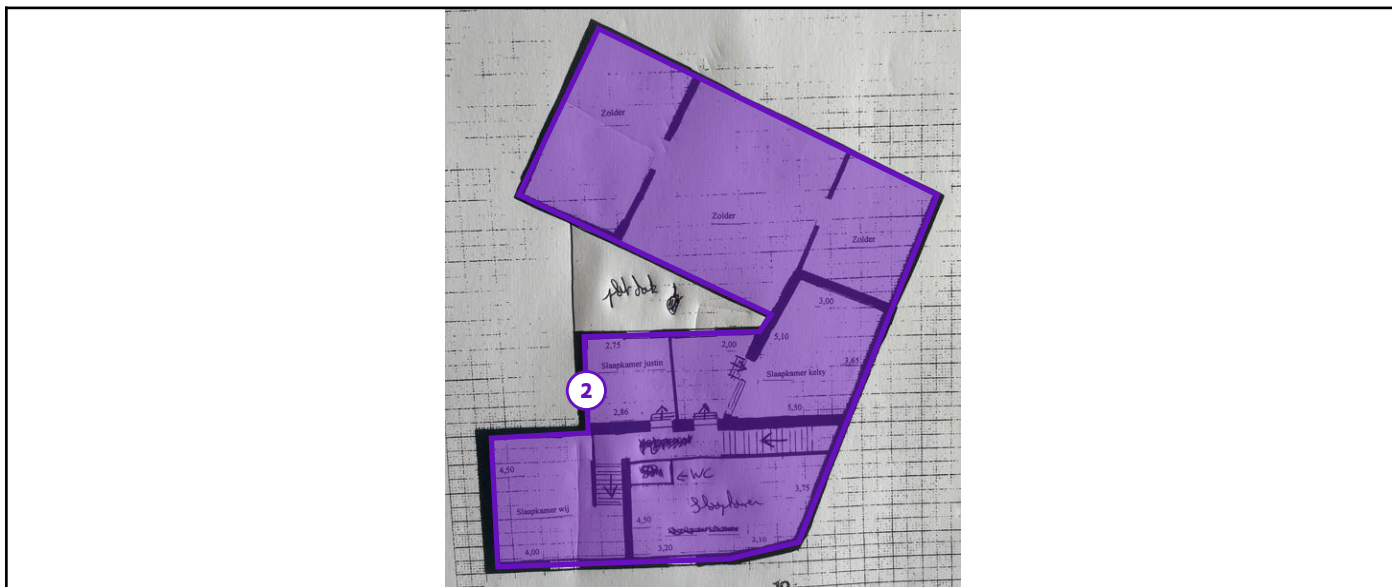 Zolder
Zolder
Zolder
plat dak
3,00
2,75
2,00
5,10
Slaapkamer justin
3,65
Slaapkamer kelsy
2
2,86
5,50
4,50
WC
3,75
Slaapkamer
Slaapkamer wij
4,50
4,00
3,20
2,10